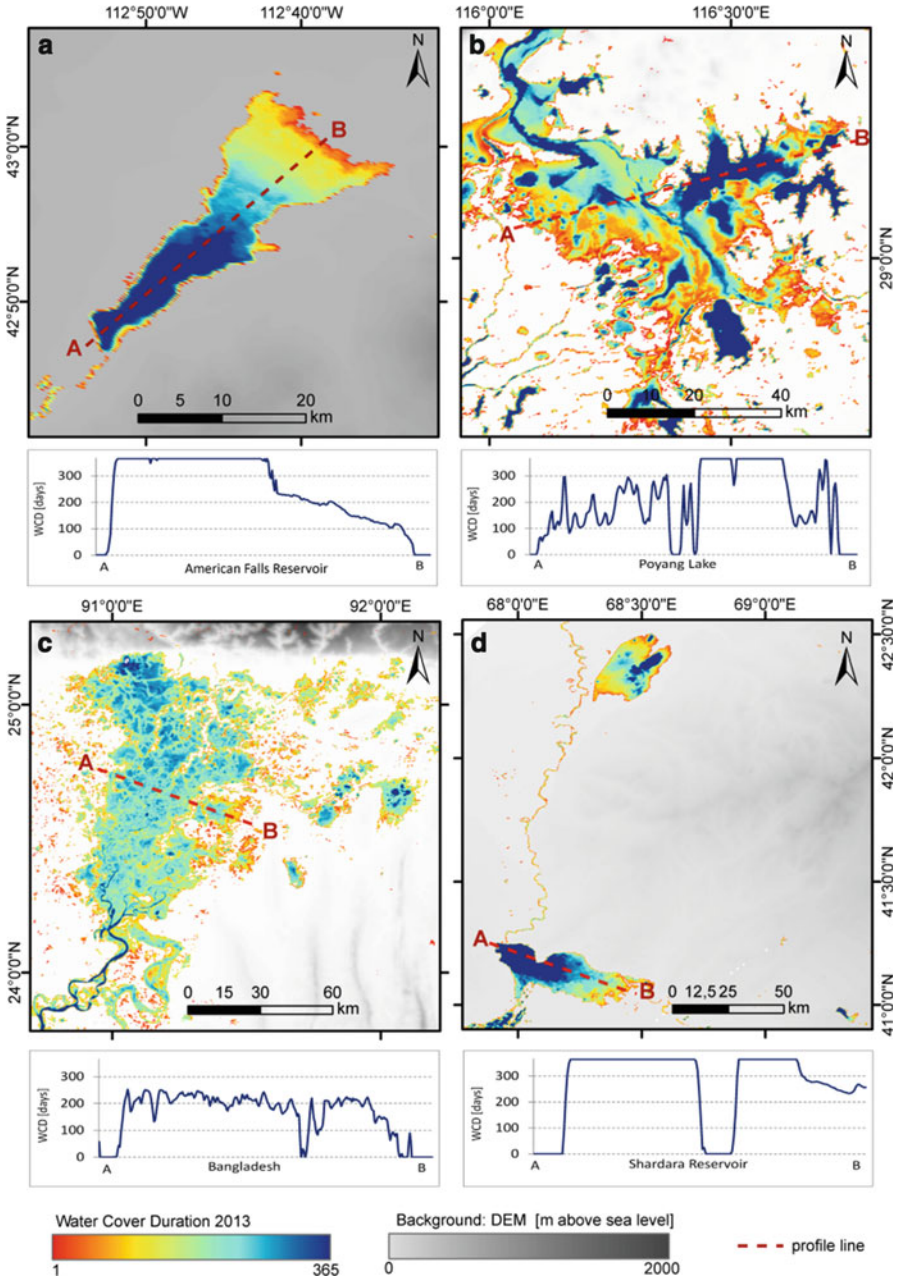 112°50'0"W 112°40'0"W
116°0'0"E 116°30'0"E
a
N
43°0'0"N
42°50'0"N
A
B
0 5 10 20
km
b
N
A
B
29°0'0"N
0 10 20 40
km
WCD [days]
300
200
100
0
A
American Falls Reservoir
B
WCD [days]
300
200
100
0
A
Poyang Lake
B
91°0'0"E 92°0'0"E
68°0'0"E 68°30'0"E 69°0'0"E
c
N
25°0'0"N
24°0'0"N
A
B
0 15 30 60
km
d
N
42°30'0"N
42°0'0"N
41°30'0"N
41°0'0"N
A
B
0 12,5 25 50
km
WCD [days]
300
200
100
0
A
Bangladesh
B
WCD [days]
300
200
100
0
A
Shardara Reservoir
B
Water Cover Duration 2013
1 365
Background: DEM [m above sea level]
0 2000
profile line